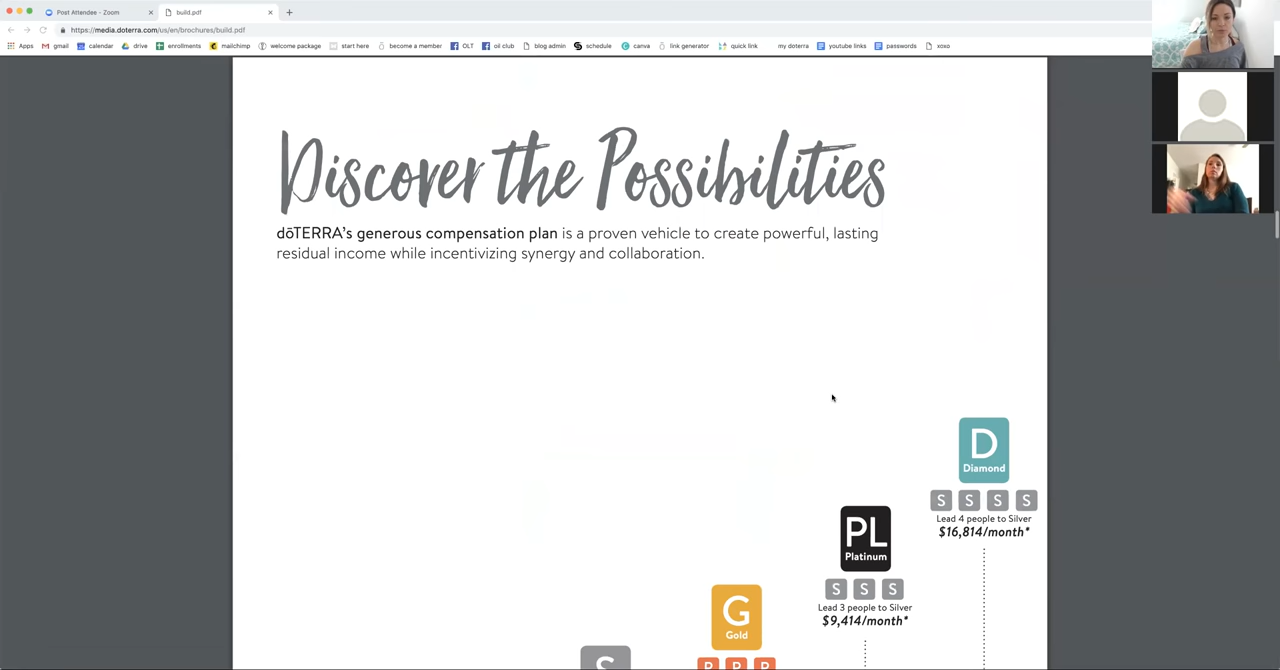 Post Attendee - Zoom
build.pdf
https://media.doterra.com/us/en/brochures/build.pdf
Apps gmail calendar drive enrollments mailchimp welcome package start here become a member OLT oil club blog admin schedule canva link generator quick link my doterra youtube links passwords xoxo
Discover the Possibilities
dōTERRA's generous compensation plan is a proven vehicle to create powerful, lasting
residual income while incentivizing synergy and collaboration.
D
Diamond
S S S S
Lead 4 people to Silver
$16,814/month*
PL
Platinum
S S S
Lead 3 people to Silver
$9,414/month*
G
Gold
P P P
S